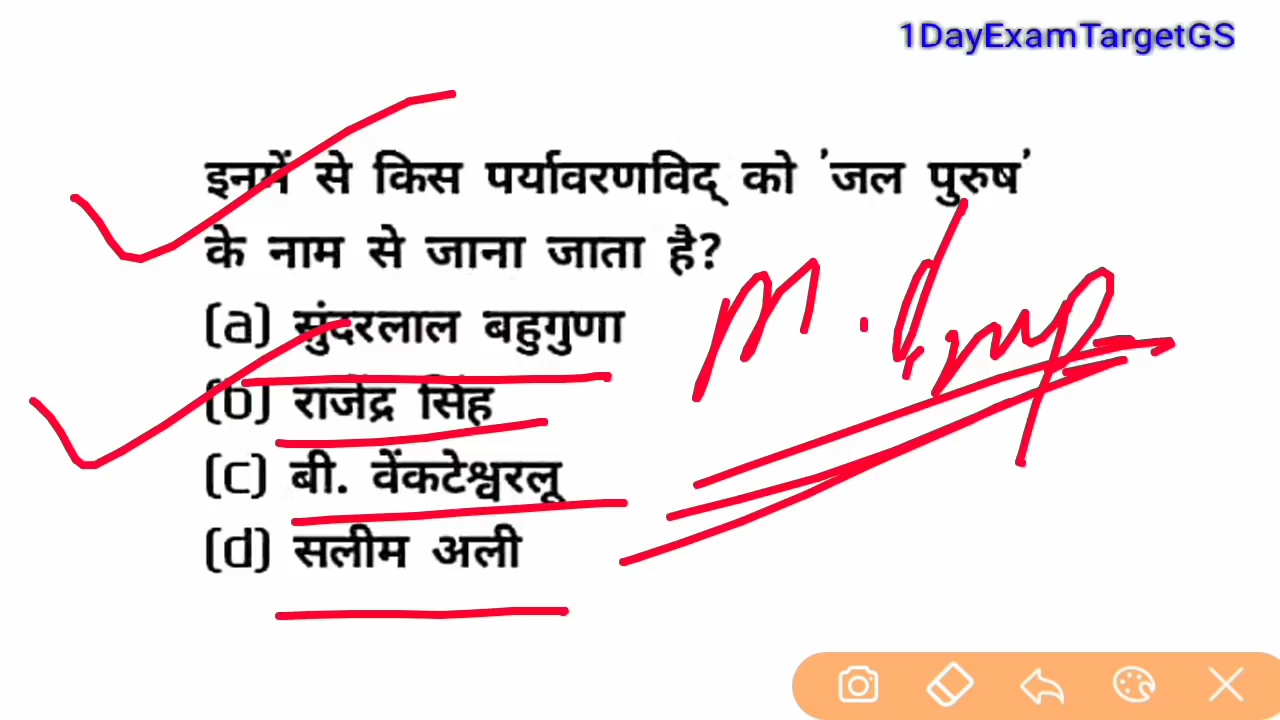 1DayExamTargetGS
इनमें से किस पर्यावरणविद् को 'जल पुरुष'
के नाम से जाना जाता है?
(a) सुंदरलाल बहुगुणा
(b) राजेंद्र सिंह
(c) बी. वेंकटेश्वरलू
(d) सलीम अली